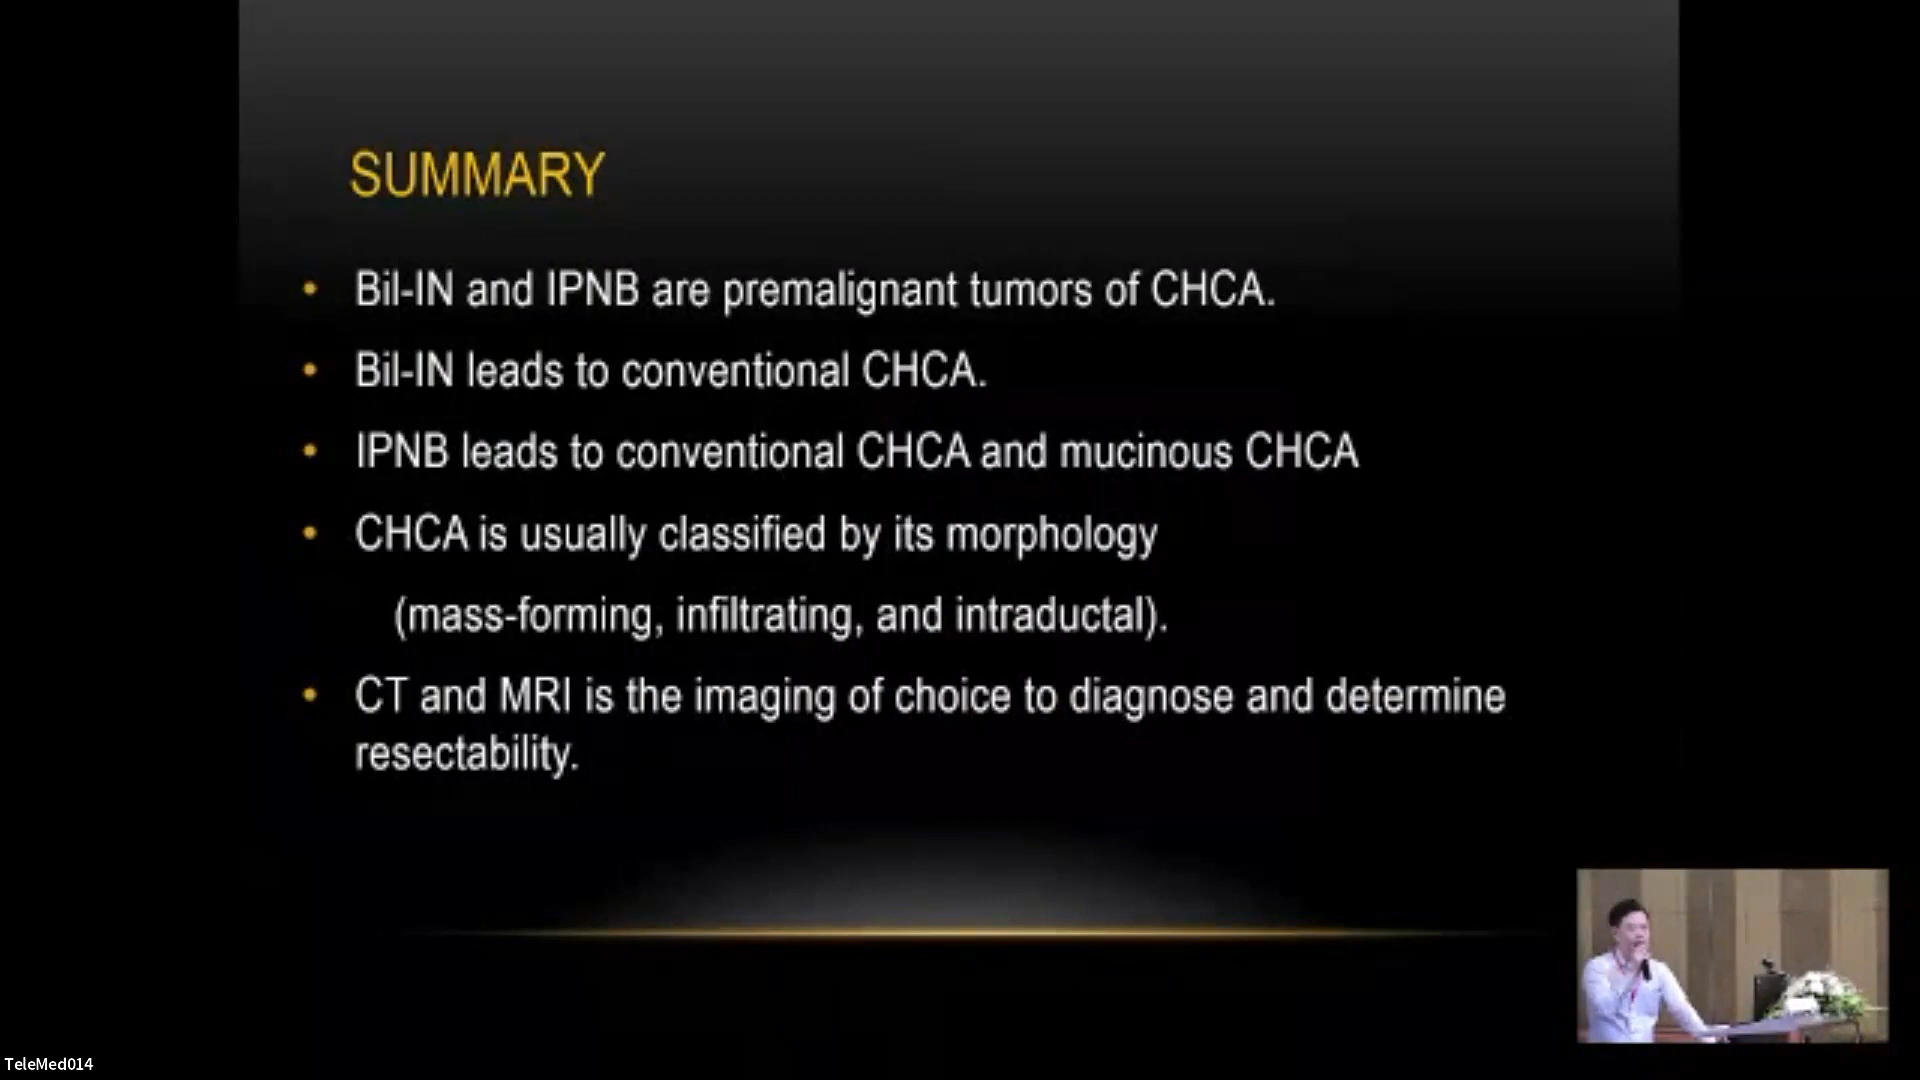 SUMMARY
• Bil-IN and IPNB are premalignant tumors of CHCA.
• Bil-IN leads to conventional CHCA.
• IPNB leads to conventional CHCA and mucinous CHCA
• CHCA is usually classified by its morphology
(mass-forming, infiltrating, and intraductal).
• CT and MRI is the imaging of choice to diagnose and determine
resectability.
TeleMed014